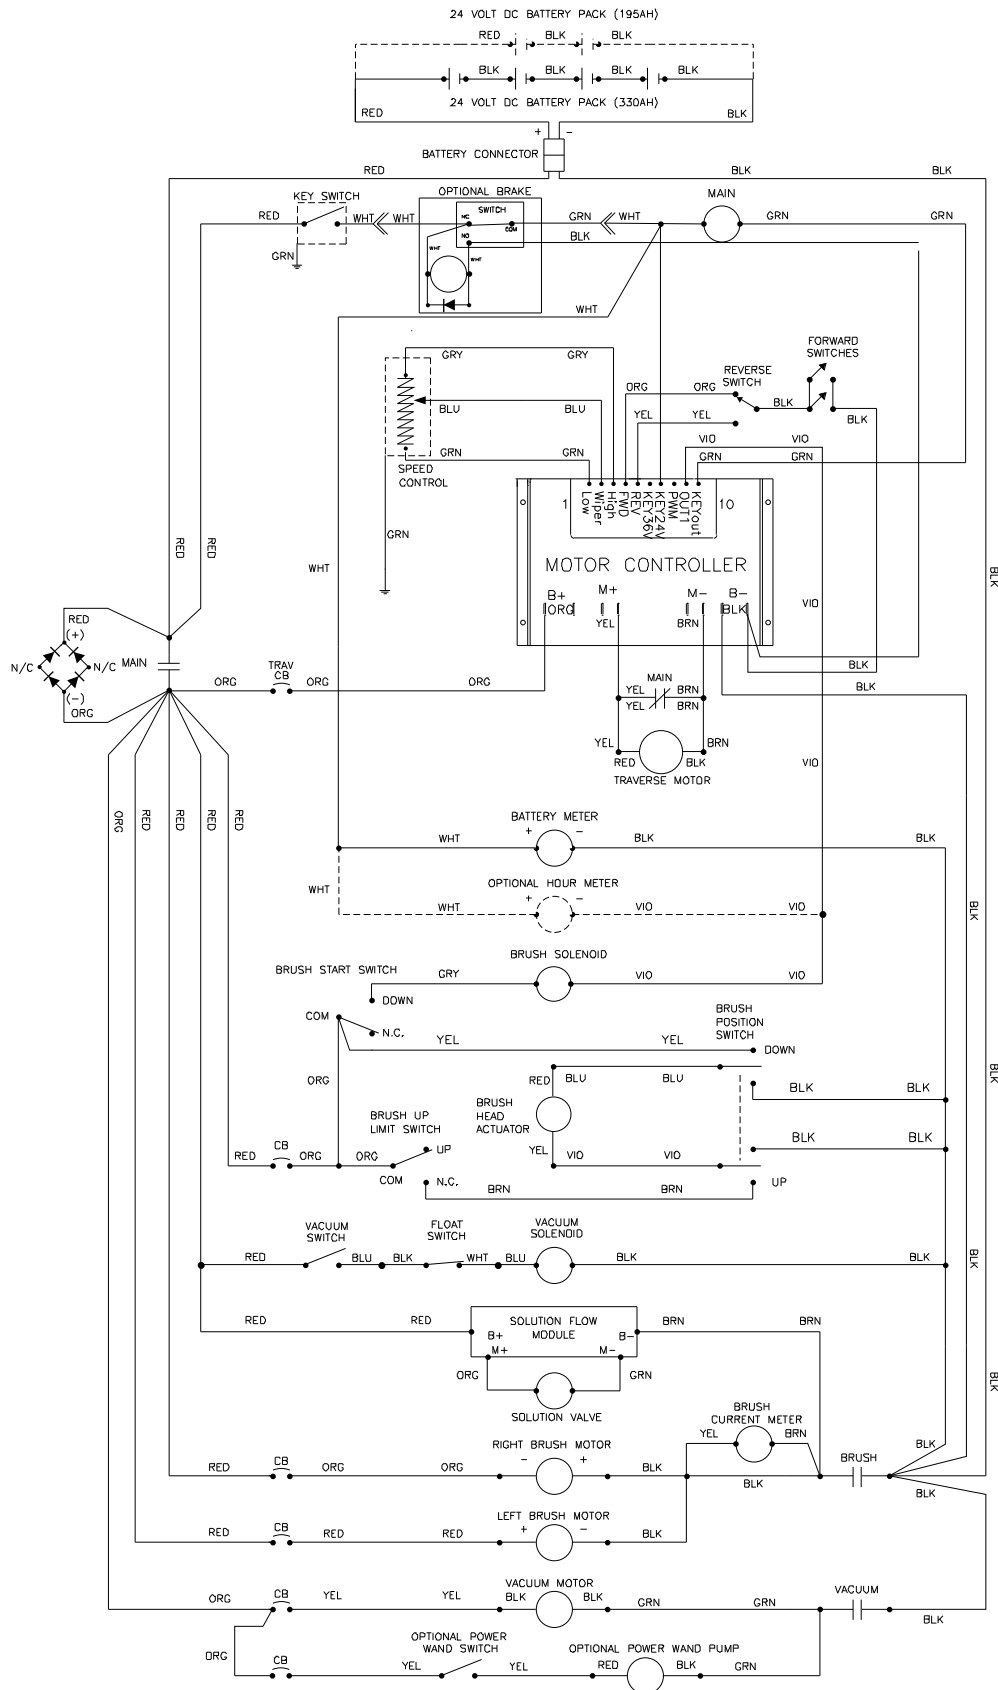 24 VOLT DC BATTERY PACK (195AH)
RED BLK BLK
BLK BLK BLK BLK
24 VOLT DC BATTERY PACK (330AH)
RED BLK
+ −
BATTERY CONNECTOR
RED BLK BLK
KEY SWITCH OPTIONAL BRAKE MAIN
SWITCH
RED WHT WHT NC COM GRN WHT GRN GRN
NO BLK
GRN WHT WHT
WHT
FORWARD
SWITCHES
GRY GRY
REVERSE
SWITCH
ORG ORG
BLU BLU YEL YEL BLK BLK
VIO VIO
GRN GRN GRN GRN
SPEED
CONTROL
1 Low Wiper High FWD REV KEY36V KEY24V PWM OUT1 KEYout 10
GRN
RED RED WHT
MOTOR CONTROLLER
BLK
B+ M+ M− B−
ORG YEL BRN BLK
VIO
RED
(+)
N/C N/C MAIN
(−)
ORG
TRAV
CB
ORG ORG ORG
BLK
BLK
MAIN
YEL BRN
YEL BRN
YEL BRN
RED BLK
TRAVERSE MOTOR
VIO
ORG RED RED RED RED
BATTERY METER
WHT + − BLK BLK
WHT OPTIONAL HOUR METER
WHT + − VIO VIO
BLK
BRUSH SOLENOID
BRUSH START SWITCH GRY VIO VIO
DOWN
COM
N.C.
BRUSH
POSITION
SWITCH
YEL YEL
DOWN
ORG RED BLU BLU
BLK
BLK BLK
BRUSH
HEAD
ACTUATOR
BRUSH UP
LIMIT SWITCH
CB UP
RED ORG ORG YEL VIO VIO
BLK BLK
COM N.C. UP
BRN BRN
VACUUM
SWITCH
FLOAT
SWITCH
VACUUM
SOLENOID
RED BLU BLK WHT BLU BLK BLK
BLK
RED RED SOLUTION FLOW
MODULE
BRN BRN
B+ B−
M+ M−
ORG GRN
SOLUTION VALVE
BLK
BRUSH
CURRENT METER
YEL BRN
RIGHT BRUSH MOTOR
BLK
BRUSH
CB − +
RED ORG ORG BLK
BLK
BLK
LEFT BRUSH MOTOR
CB + −
RED RED RED BLK
VACUUM MOTOR
CB VACUUM
ORG YEL YEL BLK BLK GRN GRN
BLK
OPTIONAL POWER
WAND SWITCH
OPTIONAL POWER WAND PUMP
ORG CB YEL YEL RED BLK GRN